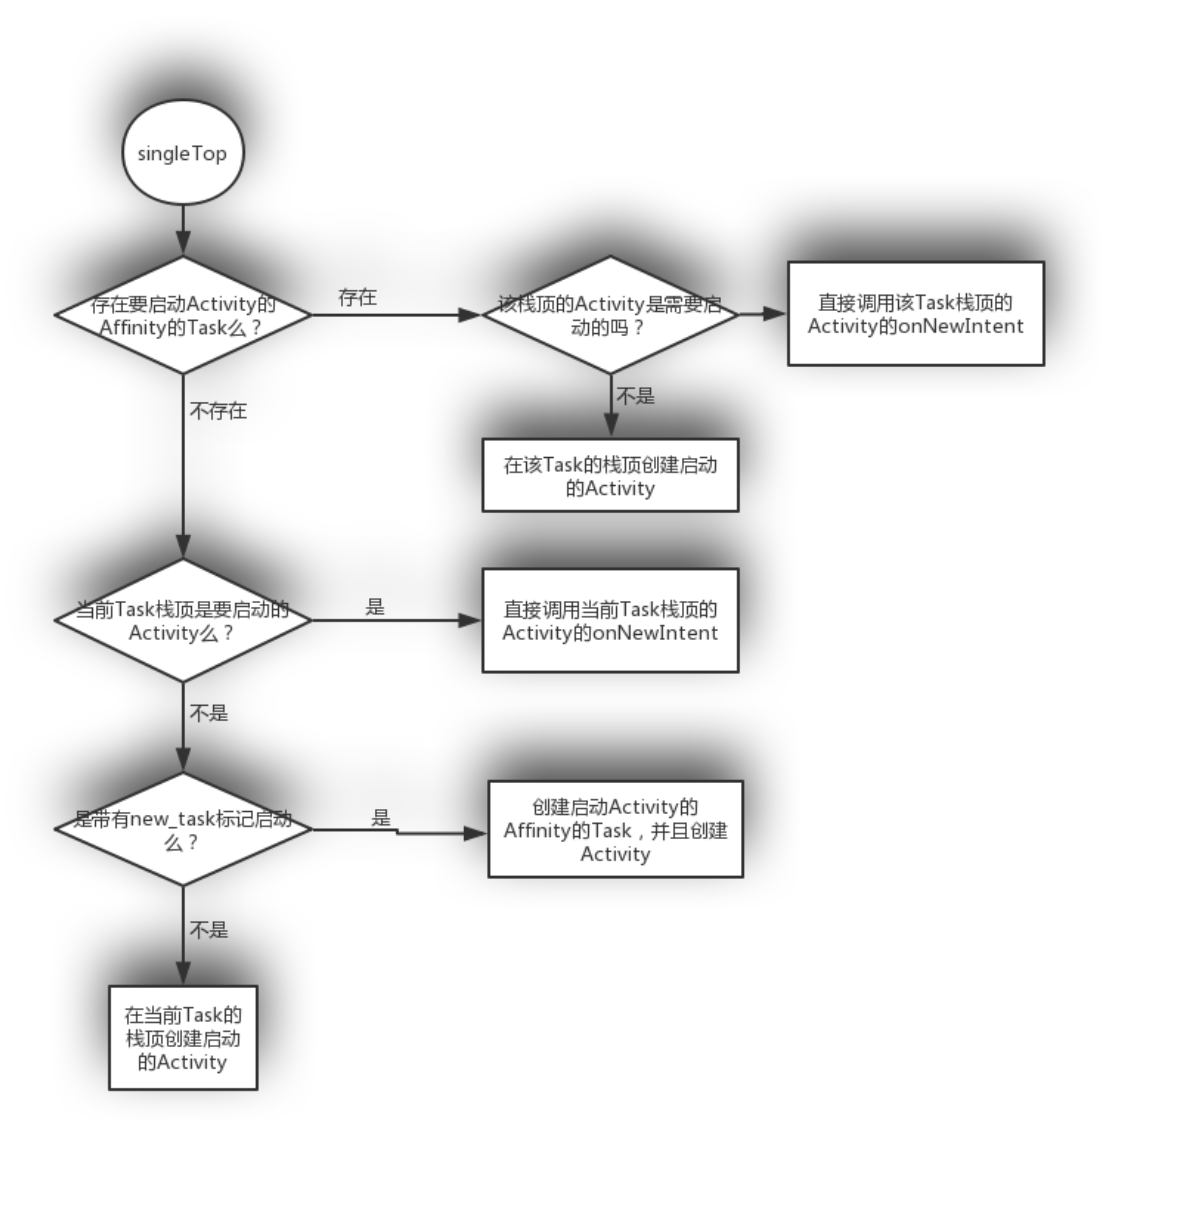 singleTop
存在要启动Activity的
Affinity的Task么？
存在
该栈顶的Activity是需要启
动的吗？
直接调用该Task栈顶的
Activity的onNewIntent
不是
在该Task的栈顶创建启动
的Activity
不存在
当前Task栈顶是要启动的
Activity么？
是
直接调用当前Task栈顶的
Activity的onNewIntent
不是
是带有new_task标记启动
么？
是
创建启动Activity的
Affinity的Task，并且创建
Activity
不是
在当前Task的
栈顶创建启动
的Activity